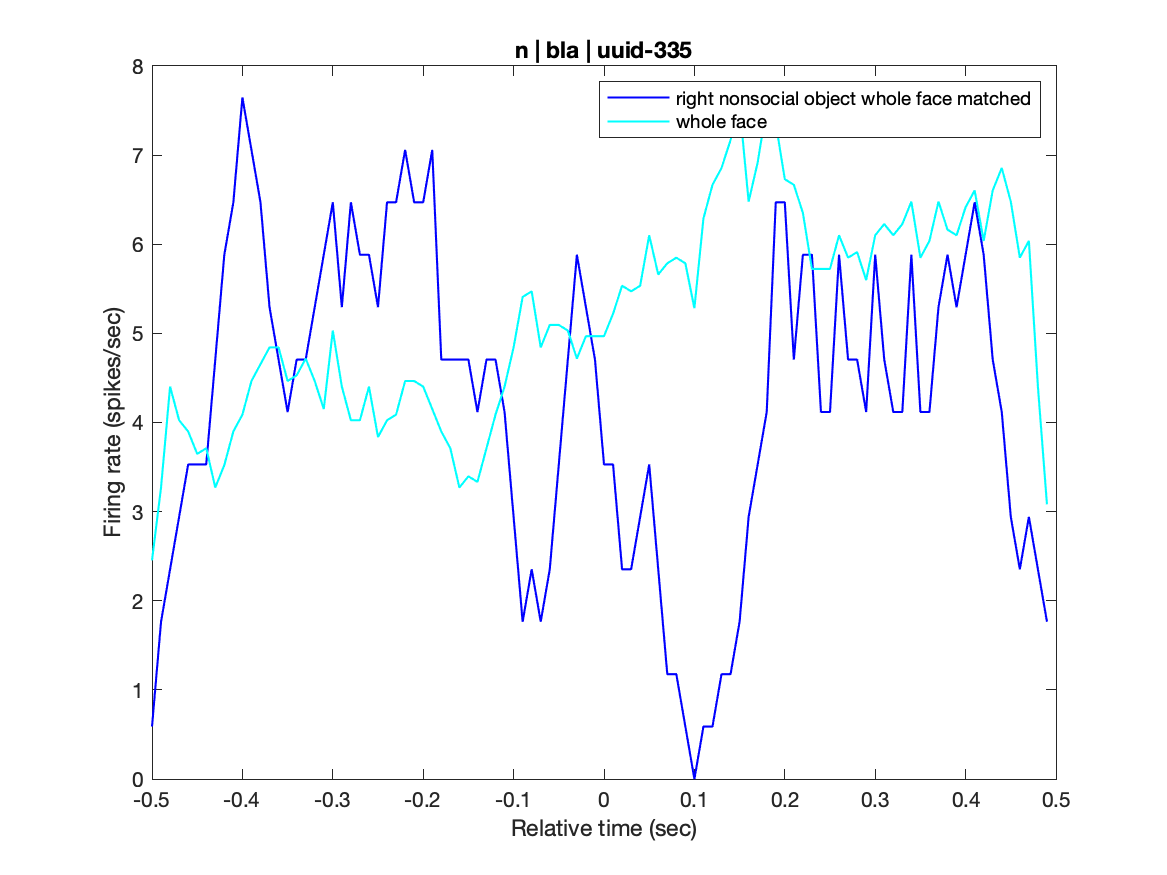 n | bla | uuid-335
right nonsocial object whole face matched
whole face
Firing rate (spikes/sec)
8
7
6
5
4
3
2
1
0
-0.5 -0.4 -0.3 -0.2 -0.1 0 0.1 0.2 0.3 0.4 0.5
Relative time (sec)